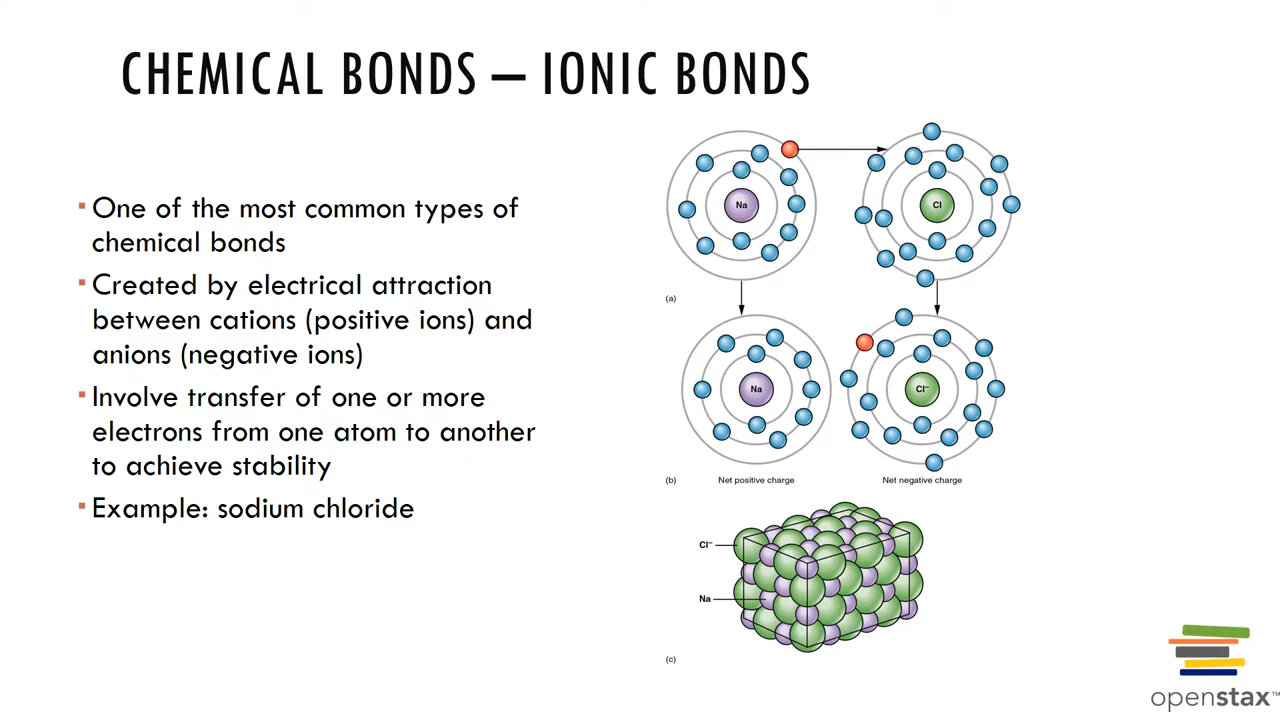 CHEMICAL BONDS – IONIC BONDS
▪ One of the most common types of
chemical bonds
▪ Created by electrical attraction
between cations (positive ions) and
anions (negative ions)
▪ Involve transfer of one or more
electrons from one atom to another
to achieve stability
▪ Example: sodium chloride
Na
Cl
(a)
Na
Cl⁻
(b)
Net positive charge
Net negative charge
Cl⁻
Na
(c)
openstax™